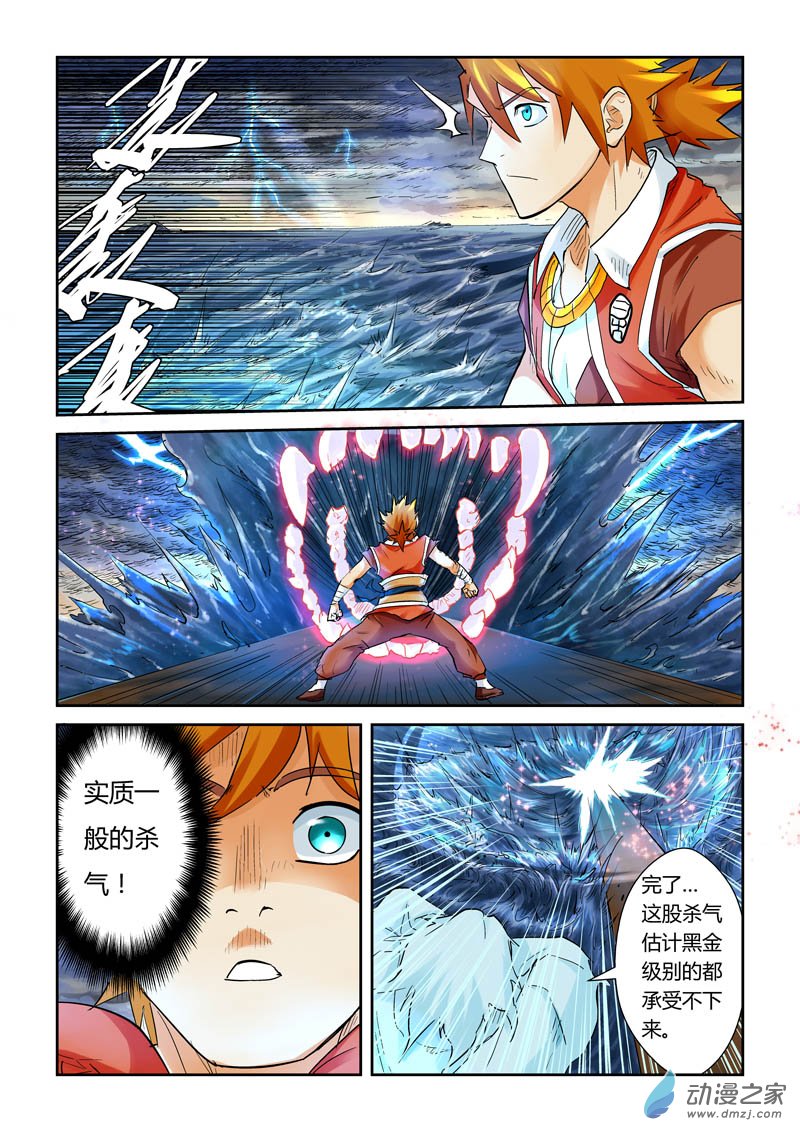 实质一
般的杀
气！
完了…
这股杀气
估计黑金
级别的都
承受不下
来。
动漫之家
www.dmzj.com